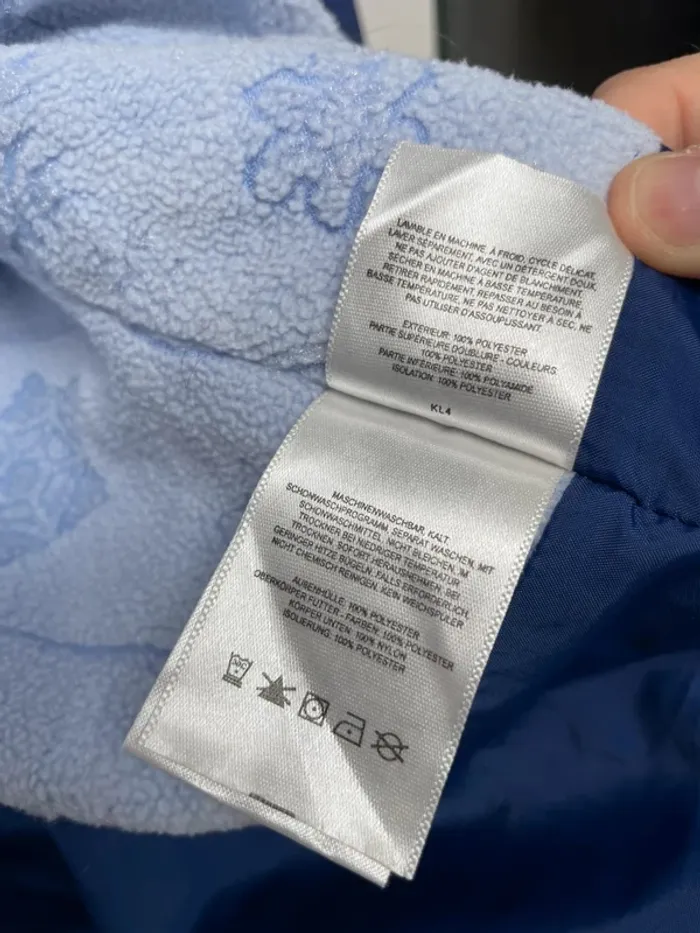 LAVABLE EN MACHINE, À FROID, CYCLE DÉLICAT.
LAVER SÉPAREMENT, AVEC UN DÉTERGENT DOUX.
NE PAS AJOUTER D'AGENT DE BLANCHIMENT.
SÉCHER EN MACHINE À BASSE TEMPÉRATURE.
RETIRER RAPIDEMENT. REPASSER AU BESOIN À
BASSE TEMPÉRATURE, NE PAS NETTOYER À SEC, NE
PAS UTILISER D'ASSOUPISSANT
EXTERIEUR: 100% POLYESTER
PARTIE SUPÉRIEURE DOUBLURE - COULEURS
100% POLYESTER
PARTIE INFÉRIEURE: 100% POLYAMIDE
ISOLATION: 100% POLYESTER
KL4
MASCHINENWASCHBAR, KALT
SCHONWASCHPROGRAMM, SEPARAT WASCHEN, MIT
SCHONWASCHMITTEL, NICHT BLEICHEN, IM
TROCKNER BEI NIEDRIGER TEMPERATUR
TROCKNEN, SOFORT HERAUSNEHMEN, BEI
GERINGER HITZE BÜGELN, FALLS ERFORDERLICH,
NICHT CHEMISCH REINIGEN, KEIN WEICHSPÜLER
AUßENHÜLLE: 100% POLYESTER
OBERKÖRPER FUTTER - FARBEN: 100% POLYESTER
KÖRPER UNTEN: 100% NYLON
ISOLIERUNG: 100% POLYESTER